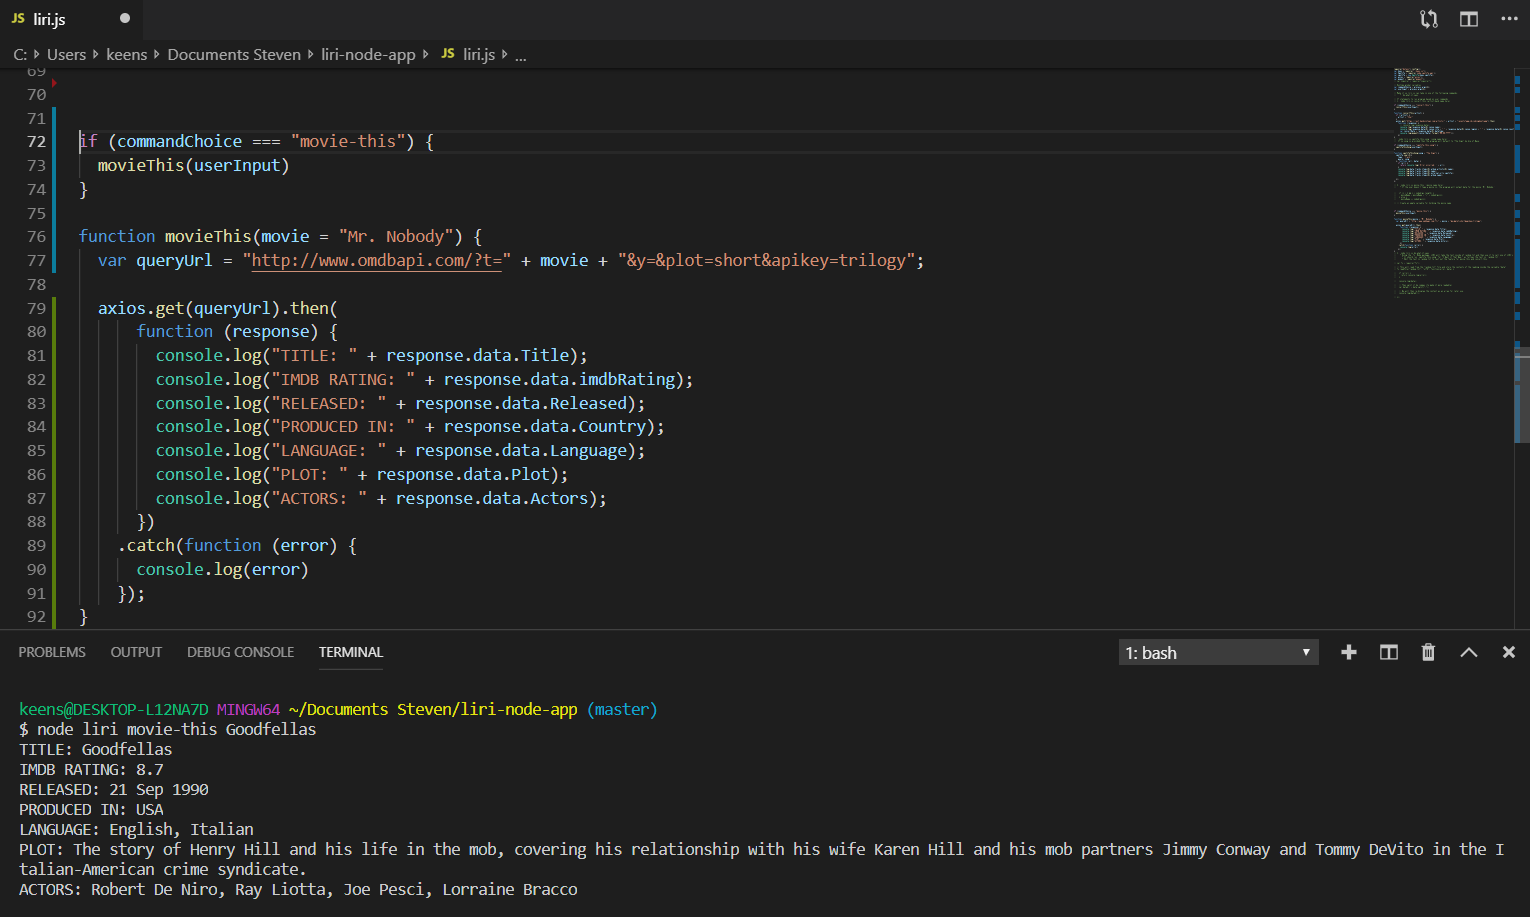 JS liri.js
C: Users keens Documents Steven liri-node-app JS liri.js ...
69
70
71
72 if (commandChoice === "movie-this") {
73 movieThis(userInput)
74 }
75
76 function movieThis(movie = "Mr. Nobody") {
77 var queryUrl = "http://www.omdbapi.com/?t=" + movie + "&y=&plot=short&apikey=trilogy";
78
79 axios.get(queryUrl).then(
80 function (response) {
81 console.log("TITLE: " + response.data.Title);
82 console.log("IMDB RATING: " + response.data.imdbRating);
83 console.log("RELEASED: " + response.data.Released);
84 console.log("PRODUCED IN: " + response.data.Country);
85 console.log("LANGUAGE: " + response.data.Language);
86 console.log("PLOT: " + response.data.Plot);
87 console.log("ACTORS: " + response.data.Actors);
88 })
89 .catch(function (error) {
90 console.log(error)
91 });
92 }
PROBLEMS OUTPUT DEBUG CONSOLE TERMINAL 1: bash
keens@DESKTOP-L12NA7D MINGW64 ~/Documents Steven/liri-node-app (master)
$ node liri movie-this Goodfellas
TITLE: Goodfellas
IMDB RATING: 8.7
RELEASED: 21 Sep 1990
PRODUCED IN: USA
LANGUAGE: English, Italian
PLOT: The story of Henry Hill and his life in the mob, covering his relationship with his wife Karen Hill and his mob partners Jimmy Conway and Tommy DeVito in the I
talian-American crime syndicate.
ACTORS: Robert De Niro, Ray Liotta, Joe Pesci, Lorraine Bracco